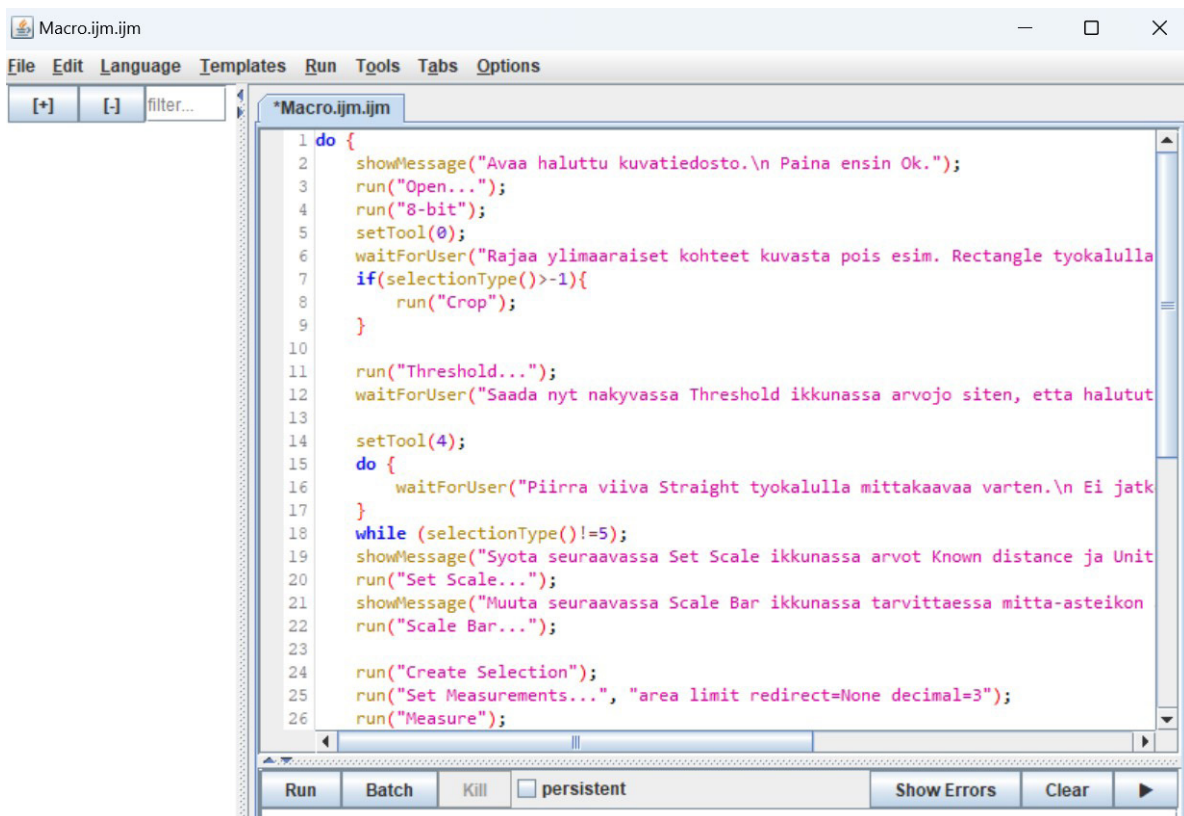 Macro.ijm.ijm
File Edit Language Templates Run Tools Tabs Options
[+] [-] filter...
*Macro.ijm.ijm
1 do {
2 showMessage("Avaa haluttu kuvatiedosto.\n Paina ensin Ok.");
3 run("Open...");
4 run("8-bit");
5 setTool(0);
6 waitForUser("Rajaa ylimaaraiset kohteet kuvasta pois esim. Rectangle tyokalulla
7 if(selectionType()>-1){
8 run("Crop");
9 }
10
11 run("Threshold...");
12 waitForUser("Saada nyt nakyvassa Threshold ikkunassa arvojo siten, etta halutut
13
14 setTool(4);
15 do {
16 waitForUser("Piirra viiva Straight tyokalulla mittakaavaa varten.\n Ei jatk
17 }
18 while (selectionType()!=5);
19 showMessage("Syota seuraavassa Set Scale ikkunassa arvot Known distance ja Unit
20 run("Set Scale...");
21 showMessage("Muuta seuraavassa Scale Bar ikkunassa tarvittaessa mitta-asteikon
22 run("Scale Bar...");
23
24 run("Create Selection");
25 run("Set Measurements...", "area limit redirect=None decimal=3");
26 run("Measure");
Run Batch Kill persistent Show Errors Clear